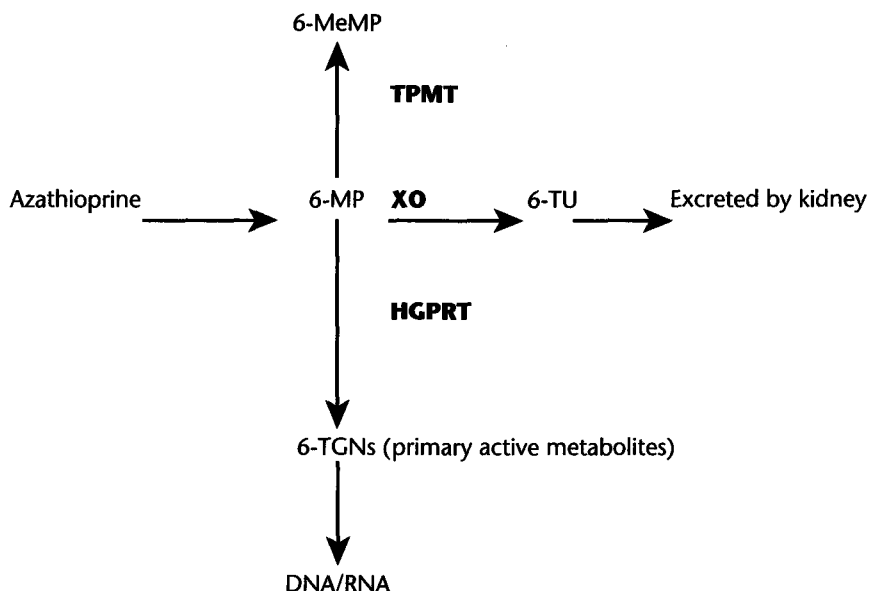 6-MeMP
TPMT
Azathioprine 6-MP XO 6-TU Excreted by kidney
HGPRT
6-TGNs (primary active metabolites)
DNA/RNA